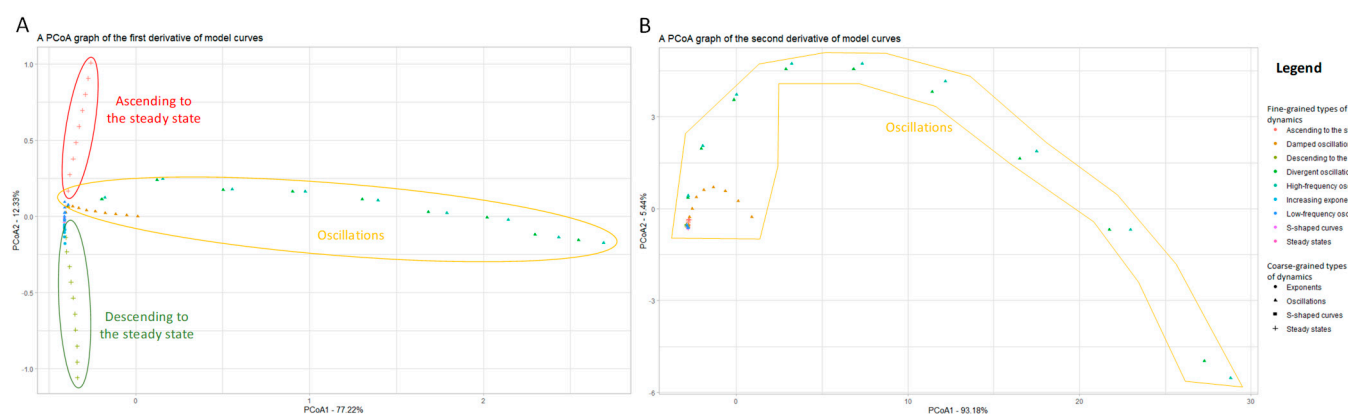 A
A PCoA graph of the first derivative of model curves
1.0
0.5
0.0
-0.5
-1.0
PCoA2 - 12.33%
0
1
2
PCoA1 - 77.22%
Ascending to
the steady state
Oscillations
Descending to
the steady state
B
A PCoA graph of the second derivative of model curves
3
0
-3
-6
PCoA2 - 5.44%
0
10
20
30
PCoA1 - 93.18%
Oscillations
Legend
Fine-grained types of
dynamics
Ascending to the s
Damped oscillation
Descending to the
Divergent oscillatio
High-frequency osc
Increasing expone
Low-frequency osc
S-shaped curves
Steady states
Coarse-grained types
of dynamics
Exponents
Oscillations
S-shaped curves
Steady states